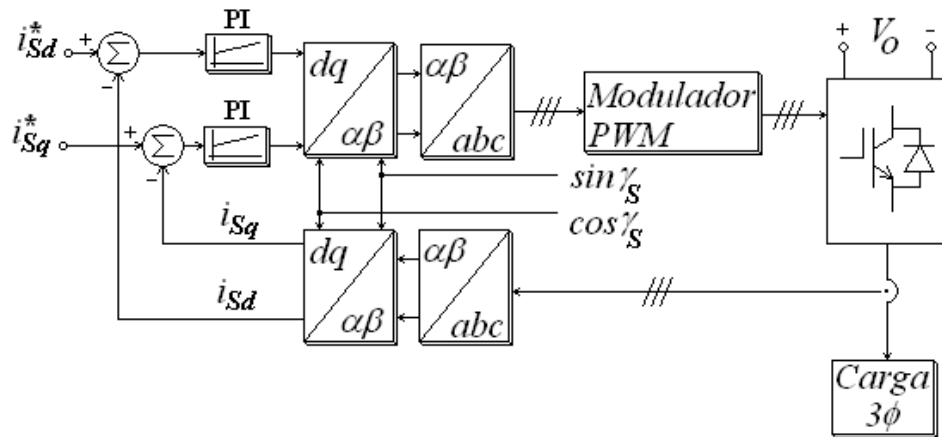 i*Sd
+
Σ
−
PI
dq
αβ
αβ
abc
Modulador
PWM
+
Vo
-
i*Sq
+
Σ
−
PI
sinγS
cosγS
iSq
iSd
dq
αβ
αβ
abc
Carga
3ϕ